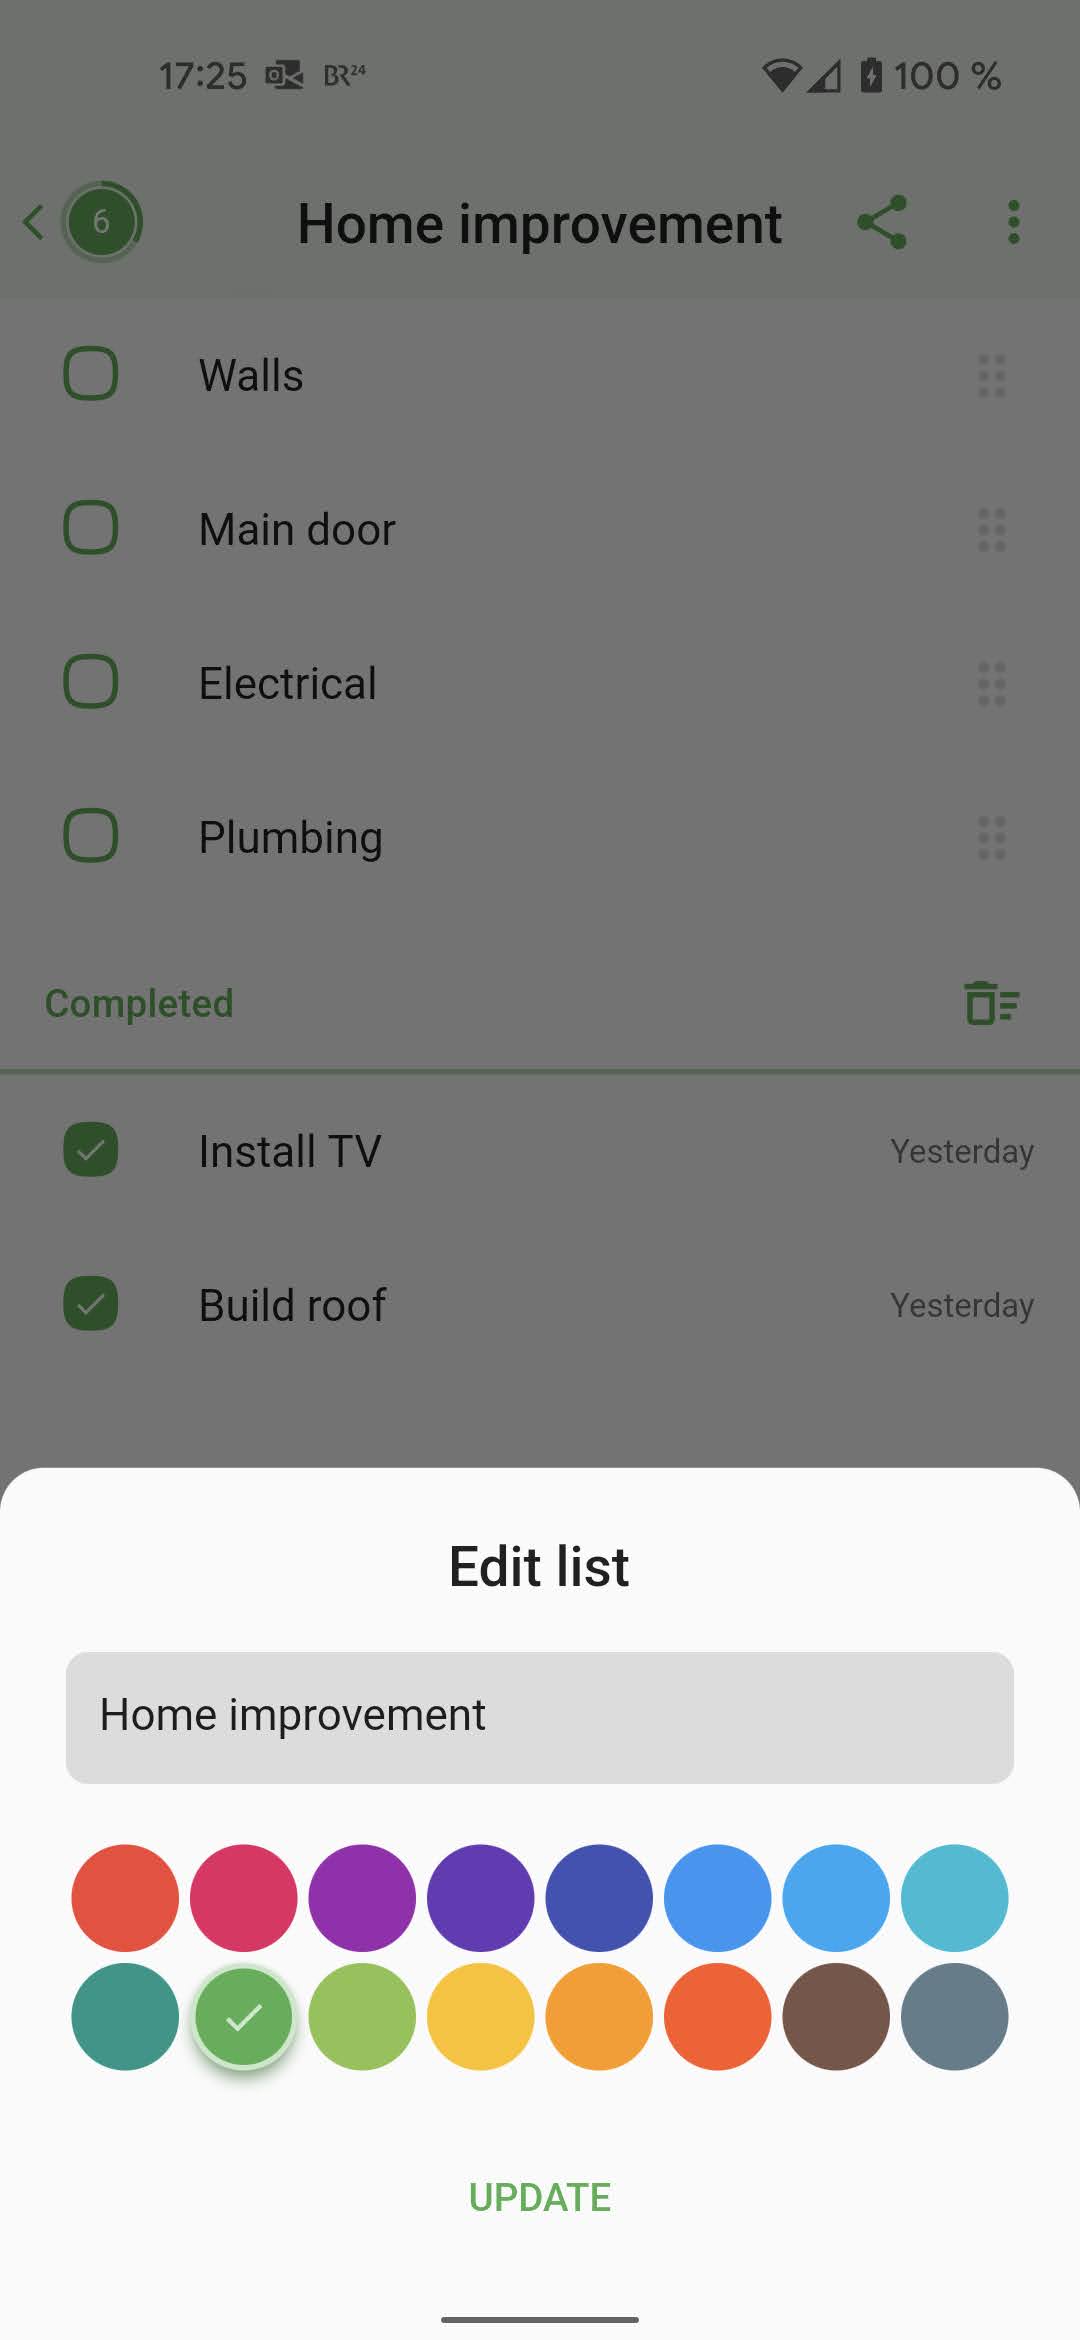 17:25 BR24 100 %
6 Home improvement
Walls
Main door
Electrical
Plumbing
Completed
Install TV Yesterday
Build roof Yesterday
Edit list
Home improvement
UPDATE